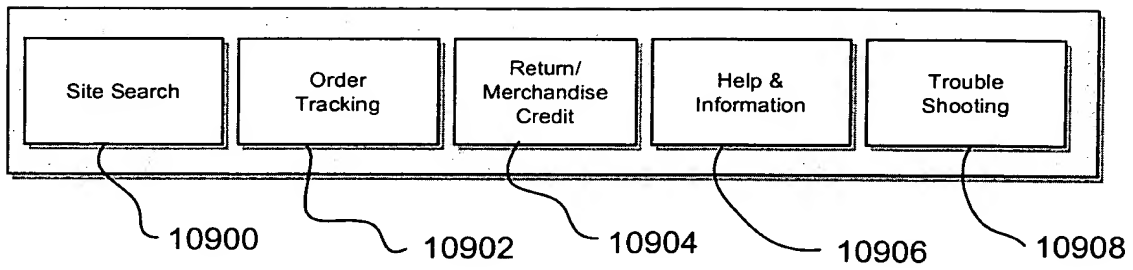 Site Search
Order
Tracking
Return/
Merchandise
Credit
Help &
Information
Trouble
Shooting
10900
10902
10904
10906
10908